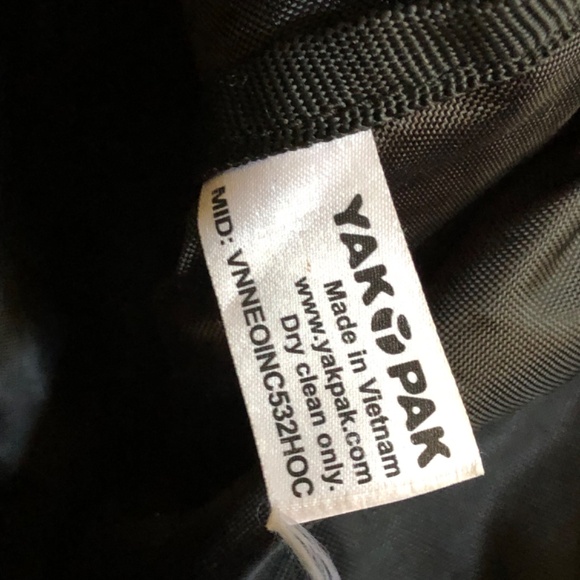 YAK PAK
Made in Vietnam
www.yakpak.com
Dry clean only.
MID: VNNEOINC532HOC